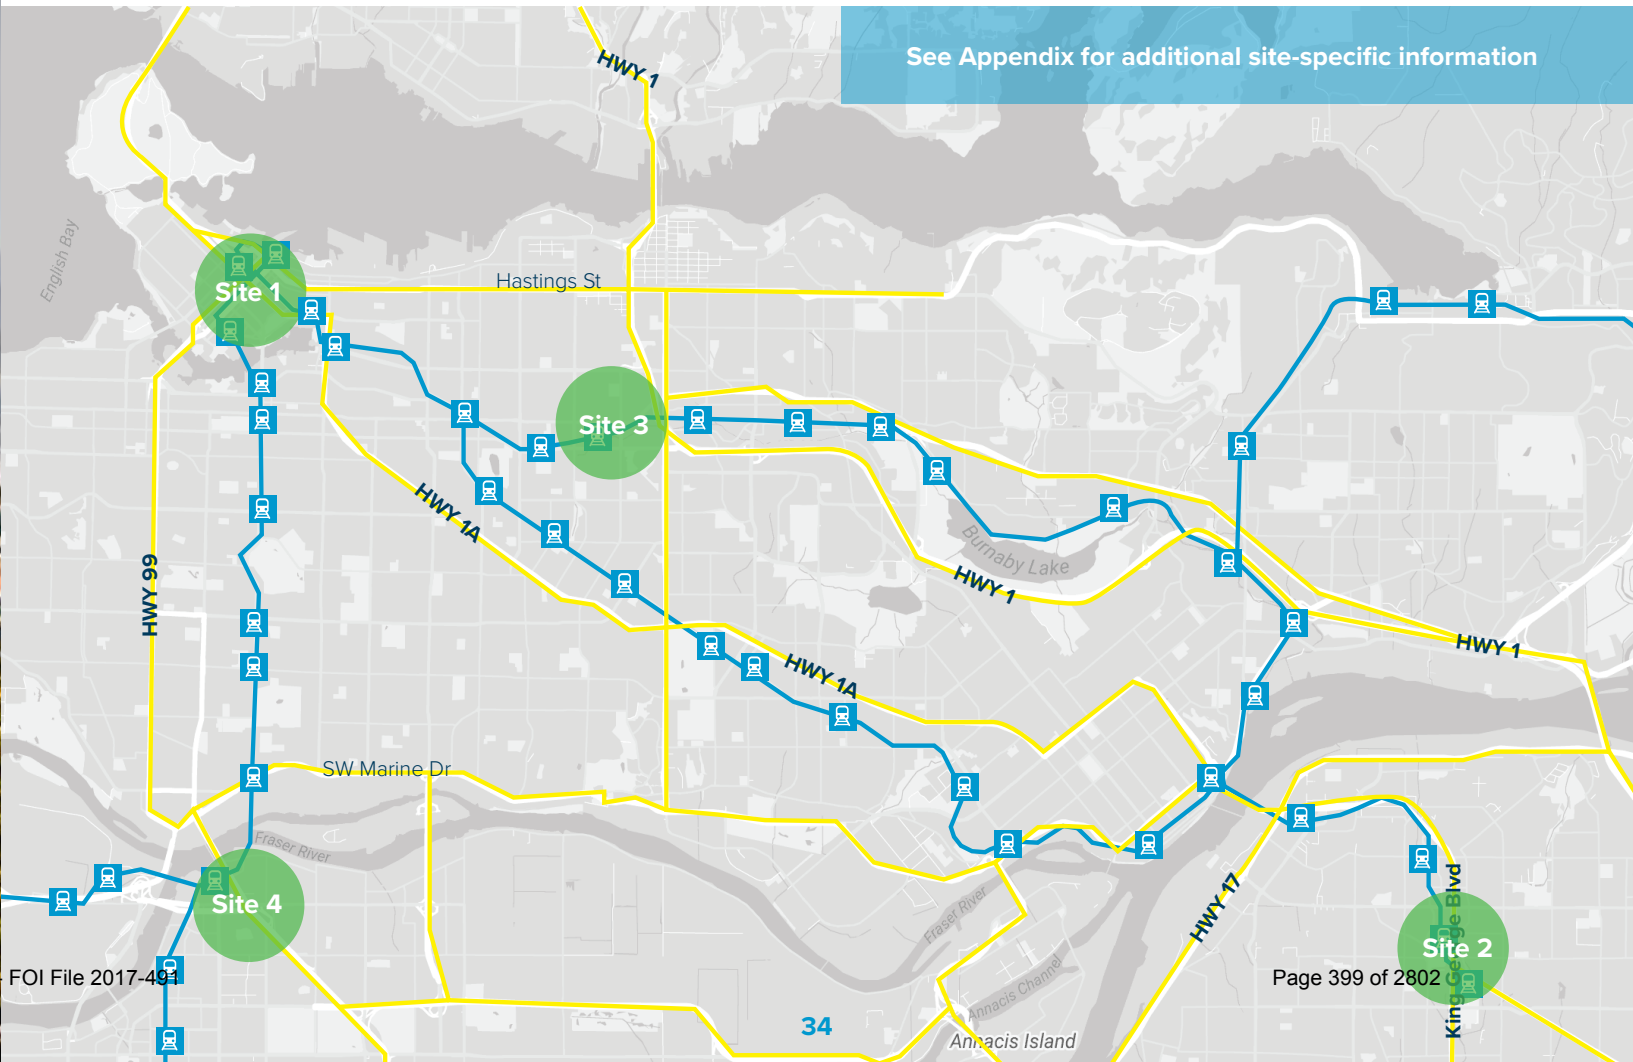 HWY 1
See Appendix for additional site-specific information
English Bay
Hastings St
Site 1
Site 3
HWY 1A
HWY 99
Burnaby Lake
HWY 1
HWY 1
HWY 1A
SW Marine Dr
Fraser River
Site 4
HWY 17
Fraser River
King George Blvd
Site 2
FOI File 2017-491
Page 399 of 2802
Annacis Channel
34
Annacis Island